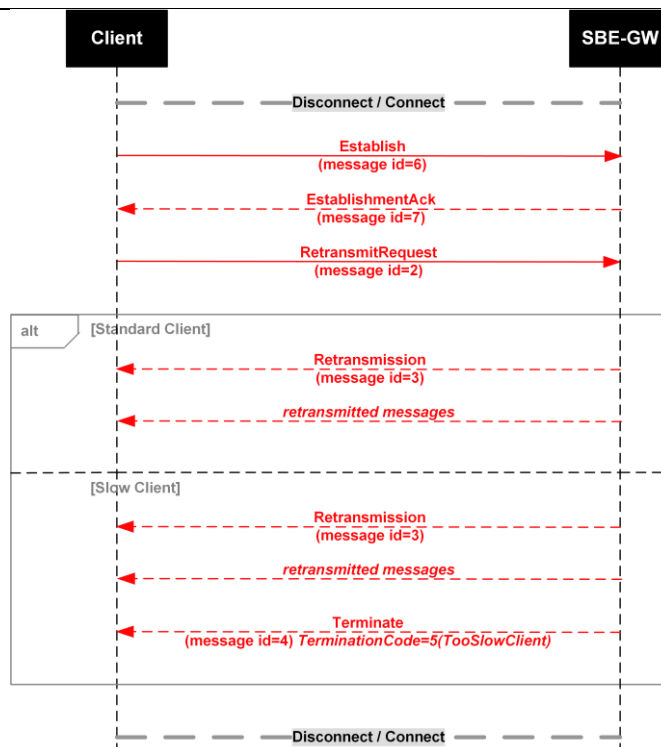 Client
SBE-GW
Disconnect / Connect
Establish
(message id=6)
EstablishmentAck
(message id=7)
RetransmitRequest
(message id=2)
alt
[Standard Client]
Retransmission
(message id=3)
retransmitted messages
[Slow Client]
Retransmission
(message id=3)
retransmitted messages
Terminate
(message id=4) TerminationCode=5(TooSlowClient)
Disconnect / Connect